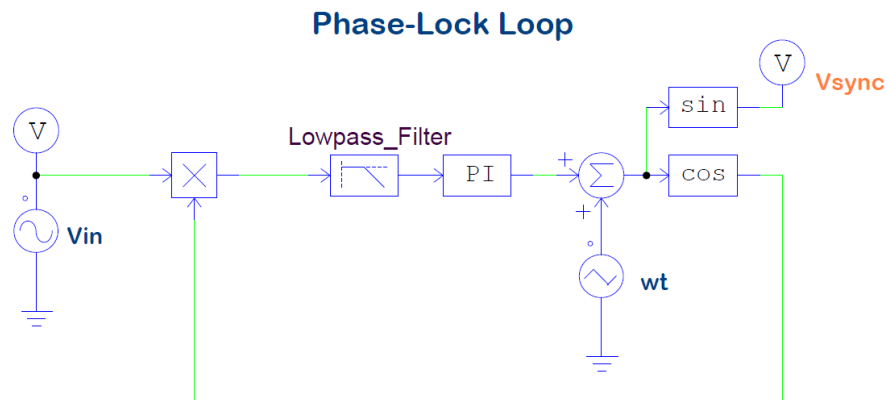 Phase-Lock Loop
V
Vsync
sin
V
Lowpass_Filter
PI
+
Σ
cos
+
Vin
wt